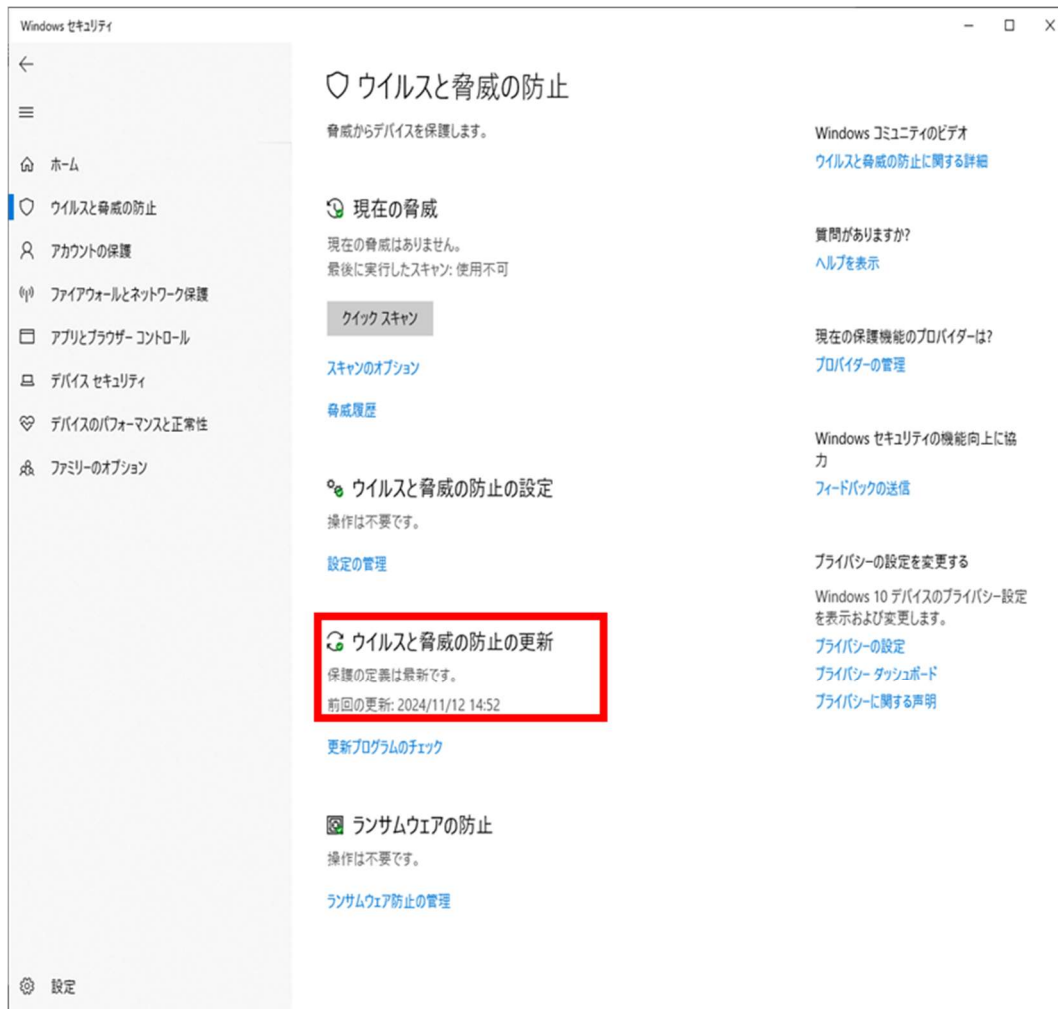 Windows セキュリティ
ホーム
ウイルスと脅威の防止
アカウントの保護
ファイアウォールとネットワーク保護
アプリとブラウザー コントロール
デバイス セキュリティ
デバイスのパフォーマンスと正常性
ファミリーのオプション
設定
ウイルスと脅威の防止
脅威からデバイスを保護します。
現在の脅威
現在の脅威はありません。
最後に実行したスキャン: 使用不可
クイック スキャン
スキャンのオプション
脅威履歴
ウイルスと脅威の防止の設定
操作は不要です。
設定の管理
ウイルスと脅威の防止の更新
保護の定義は最新です。
前回の更新: 2024/11/12 14:52
更新プログラムのチェック
ランサムウェアの防止
操作は不要です。
ランサムウェア防止の管理
Windows コミュニティのビデオ
ウイルスと脅威の防止に関する詳細
質問がありますか?
ヘルプを表示
現在の保護機能のプロバイダーは?
プロバイダーの管理
Windows セキュリティの機能向上に協
力
フィードバックの送信
プライバシーの設定を変更する
Windows 10 デバイスのプライバシー設定
を表示および変更します。
プライバシーの設定
プライバシー ダッシュボード
プライバシーに関する声明